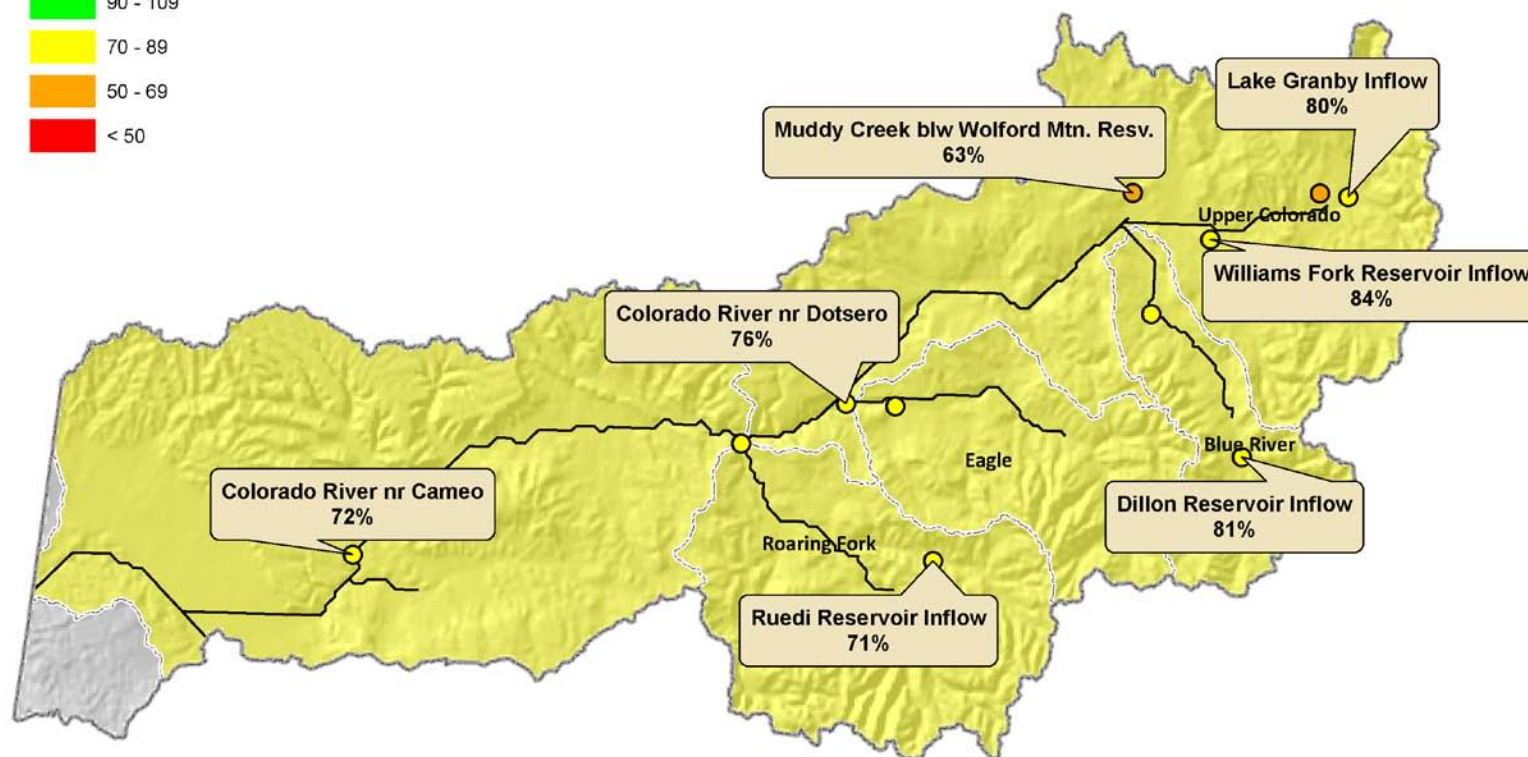 90 - 109
70 - 89
50 - 69
< 50
Lake Granby Inflow
80%
Muddy Creek blw Wolford Mtn. Resv.
63%
Upper Colorado
Williams Fork Reservoir Inflow
84%
Colorado River nr Dotsero
76%
Blue River
Eagle
Colorado River nr Cameo
72%
Dillon Reservoir Inflow
81%
Roaring Fork
Ruedi Reservoir Inflow
71%